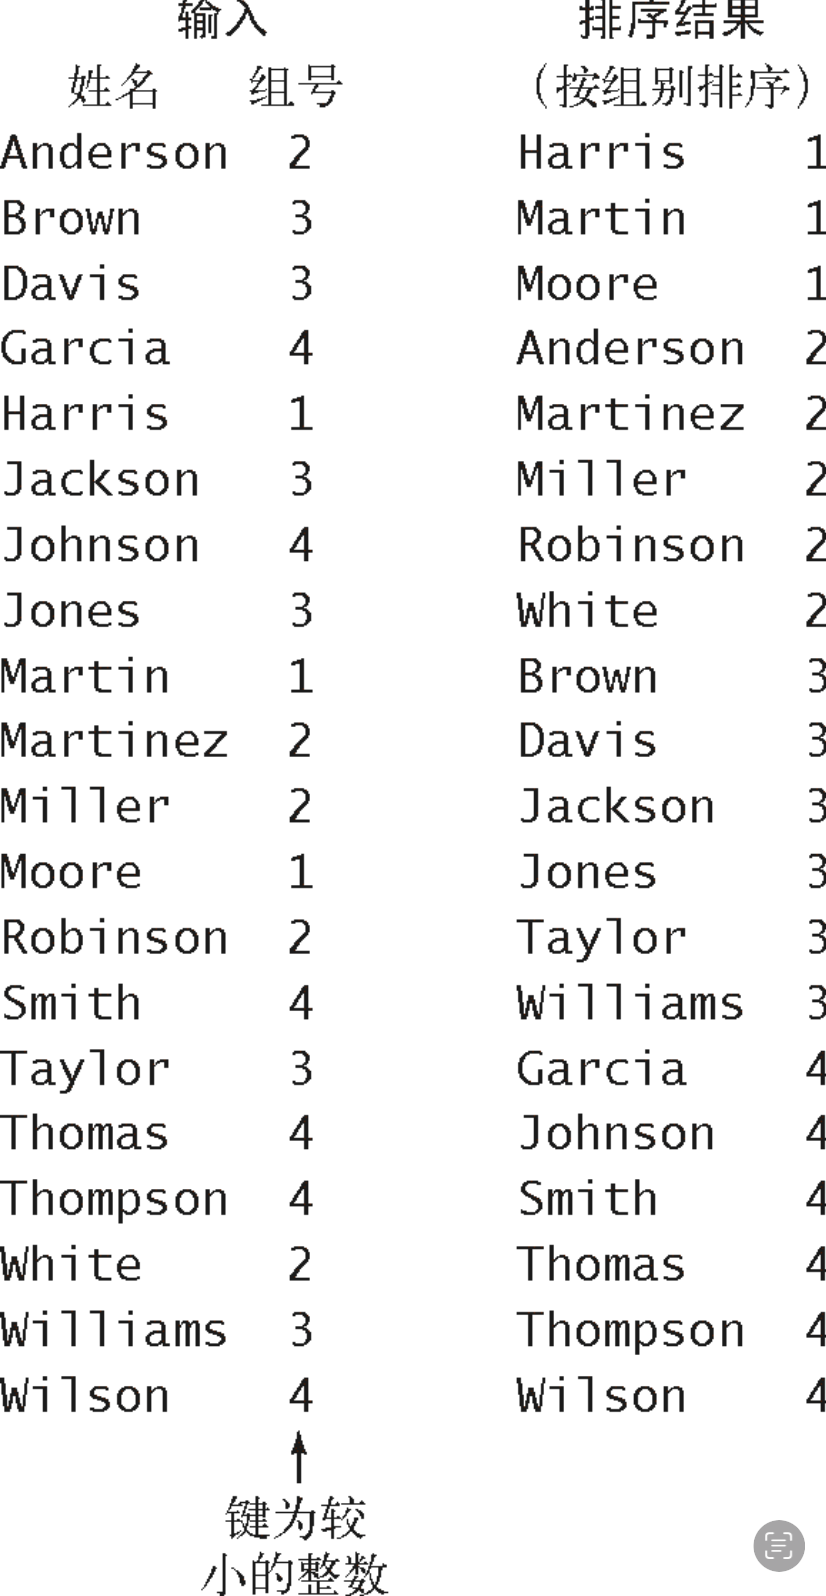 输入 排序结果
姓名 组号 （按组别排序）
Anderson 2 Harris 1
Brown 3 Martin 1
Davis 3 Moore 1
Garcia 4 Anderson 2
Harris 1 Martinez 2
Jackson 3 Miller 2
Johnson 4 Robinson 2
Jones 3 White 2
Martin 1 Brown 3
Martinez 2 Davis 3
Miller 2 Jackson 3
Moore 1 Jones 3
Robinson 2 Taylor 3
Smith 4 Williams 3
Taylor 3 Garcia 4
Thomas 4 Johnson 4
Thompson 4 Smith 4
White 2 Thomas 4
Williams 3 Thompson 4
Wilson 4 Wilson 4
键为较
小的整数